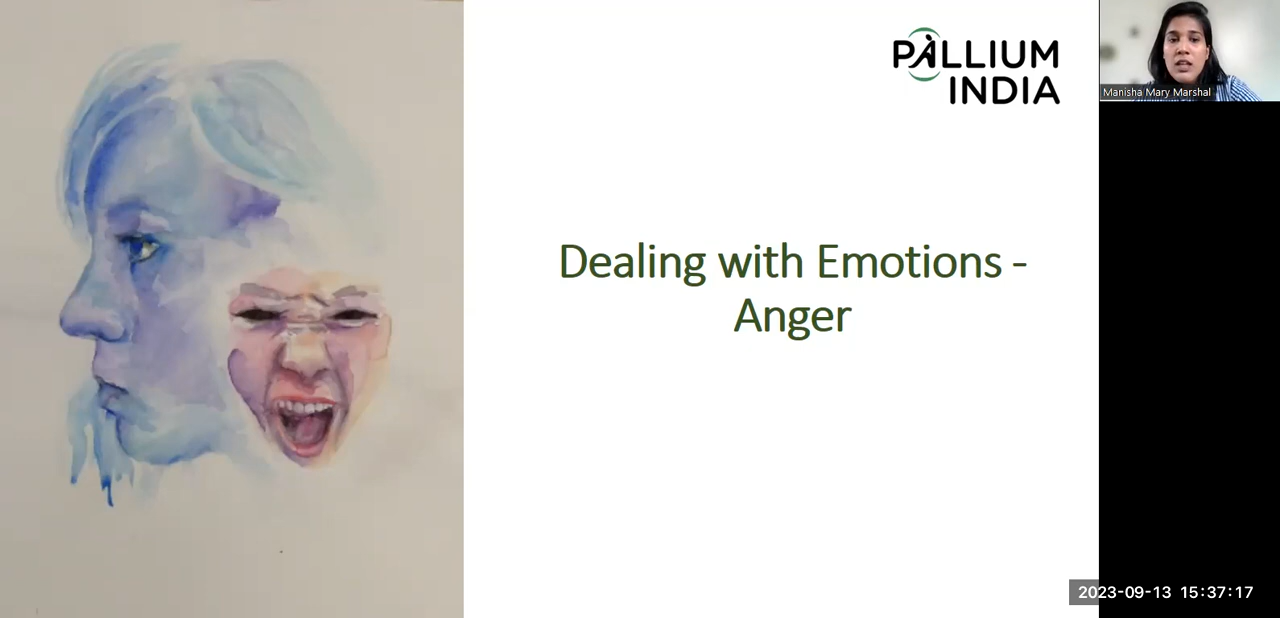 PALLIUM
INDIA
Manisha Mary Marshal
Dealing with Emotions -
Anger
2023-09-13 15:37:17